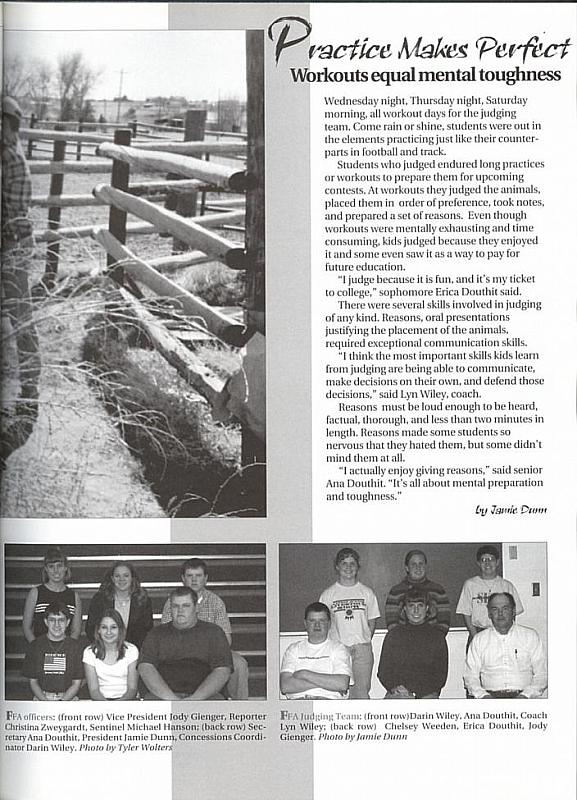 Practice Makes Perfect
Workouts equal mental toughness
Wednesday night, Thursday night, Saturday
morning, all workout days for the judging
team. Come rain or shine, students were out in
the elements practicing just like their counter-
parts in football and track.
Students who judged endured long practices
or workouts to prepare them for upcoming
contests. At workouts they judged the animals,
placed them in order of preference, took notes,
and prepared a set of reasons. Even though
workouts were mentally exhausting and time
consuming, kids judged because they enjoyed
it and some even saw it as a way to pay for
future education.
“I judge because it is fun, and it's my ticket
to college,” sophomore Erica Douthit said.
There were several skills involved in judging
of any kind. Reasons, oral presentations
justifying the placement of the animals,
required exceptional communication skills.
“I think the most important skills kids learn
from judging are being able to communicate,
make decisions on their own, and defend those
decisions,” said Lyn Wiley, coach.
Reasons must be loud enough to be heard,
factual, thorough, and less than two minutes in
length. Reasons made some students so
nervous that they hated them, but some didn't
mind them at all.
“I actually enjoy giving reasons,” said senior
Ana Douthit. “It's all about mental preparation
and toughness.”
by Jamie Dunn
FFA officers: (front row) Vice President Jody Gienger, Reporter
Christina Zweygardt, Sentinel Michael Hanson; (back row) Sec-
retary Ana Douthit, President Jamie Dunn, Concessions Coordi-
nator Darin Wiley. Photo by Tyler Wolters
FFA Judging Team: (front row)Darin Wiley, Ana Douthit, Coach
Lyn Wiley; (back row) Chelsey Weeden, Erica Douthit, Jody
Gienger. Photo by Jamie Dunn